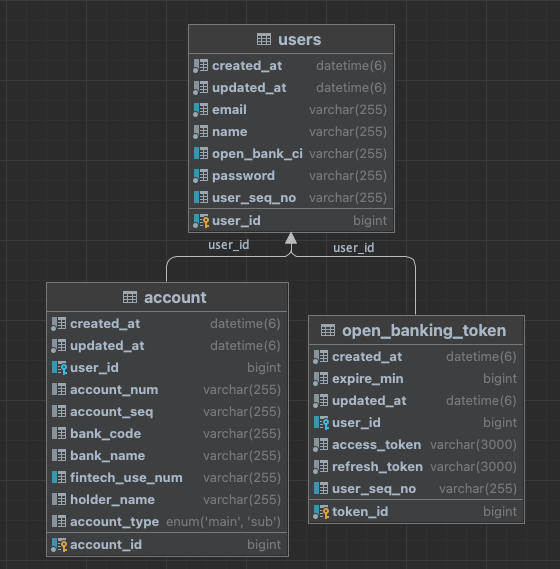 users
created_at datetime(6)
updated_at datetime(6)
email varchar(255)
name varchar(255)
open_bank_ci varchar(255)
password varchar(255)
user_seq_no varchar(255)
user_id bigint
user_id
user_id
account
created_at datetime(6)
updated_at datetime(6)
user_id bigint
account_num varchar(255)
account_seq varchar(255)
bank_code varchar(255)
bank_name varchar(255)
fintech_use_num varchar(255)
holder_name varchar(255)
account_type enum('main', 'sub')
account_id bigint
open_banking_token
created_at datetime(6)
expire_min bigint
updated_at datetime(6)
user_id bigint
access_token varchar(3000)
refresh_token varchar(3000)
user_seq_no varchar(255)
token_id bigint